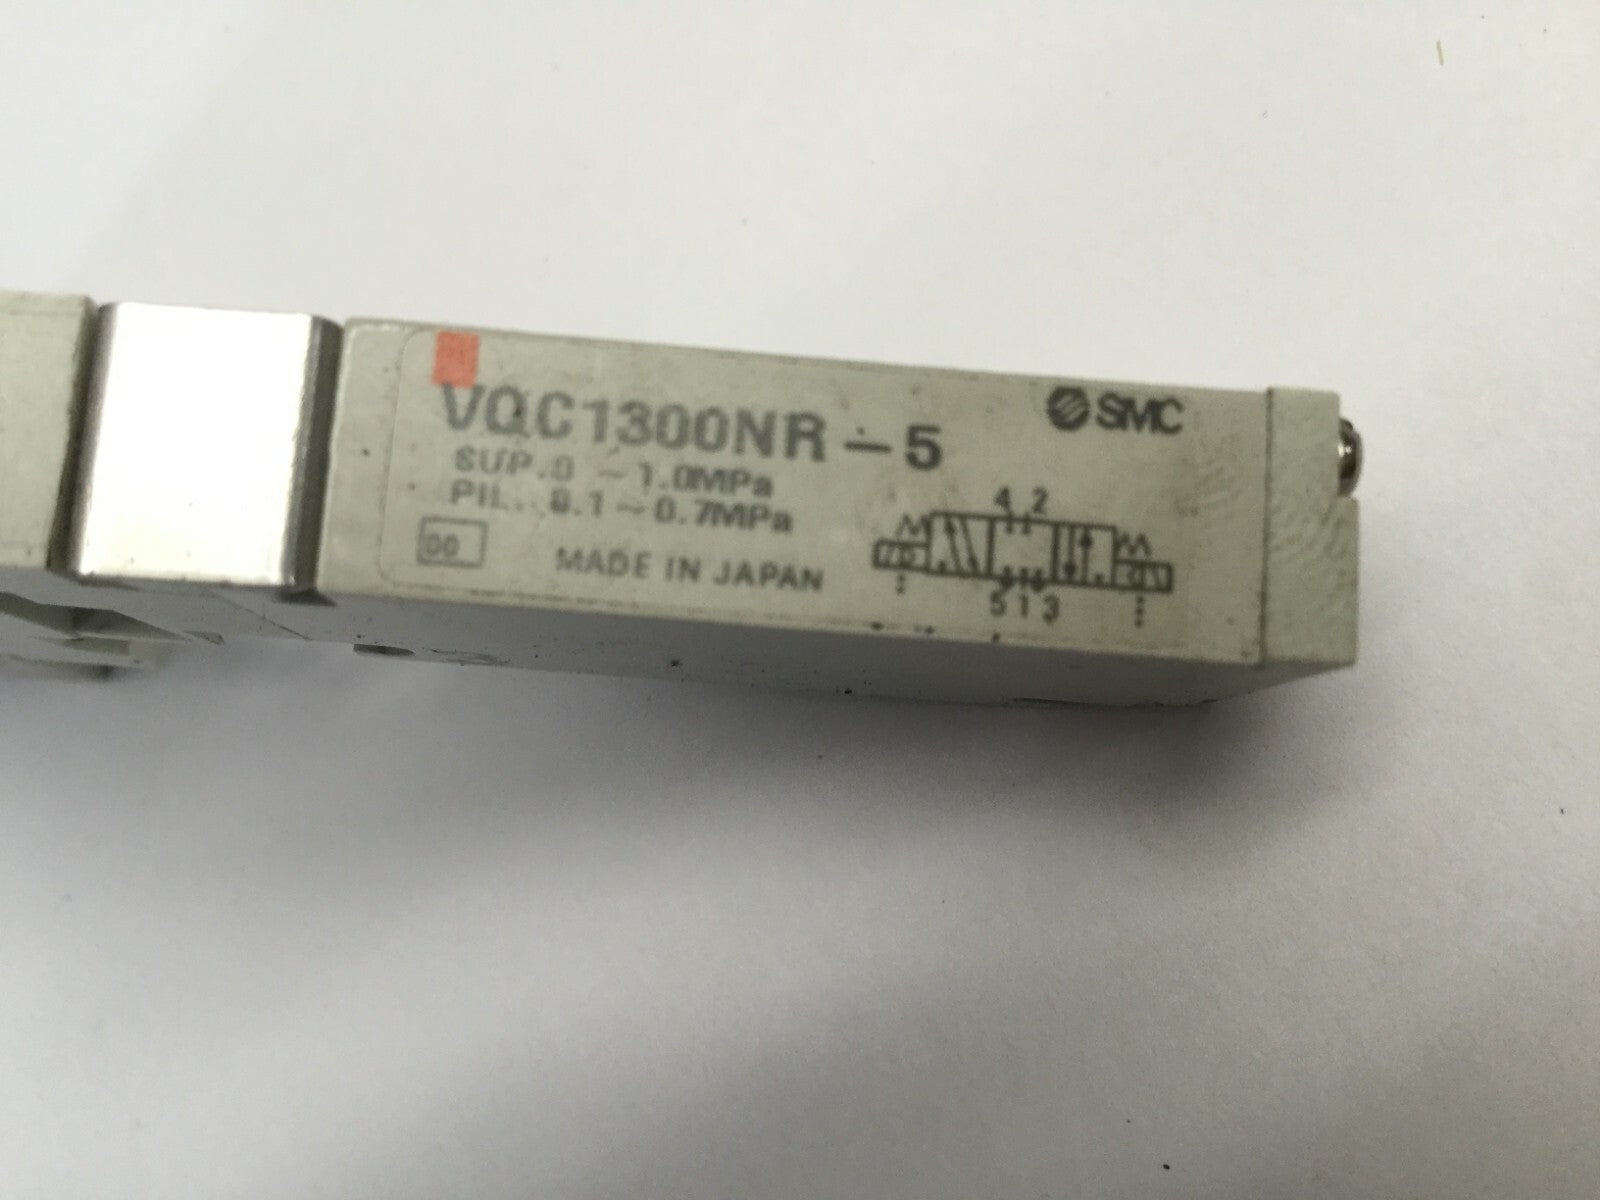 VQC1300NR-5
SMC
SUP.0 ~1.0MPa
PIL. 0.1~0.7MPa
00
MADE IN JAPAN
4 2
5 1 3